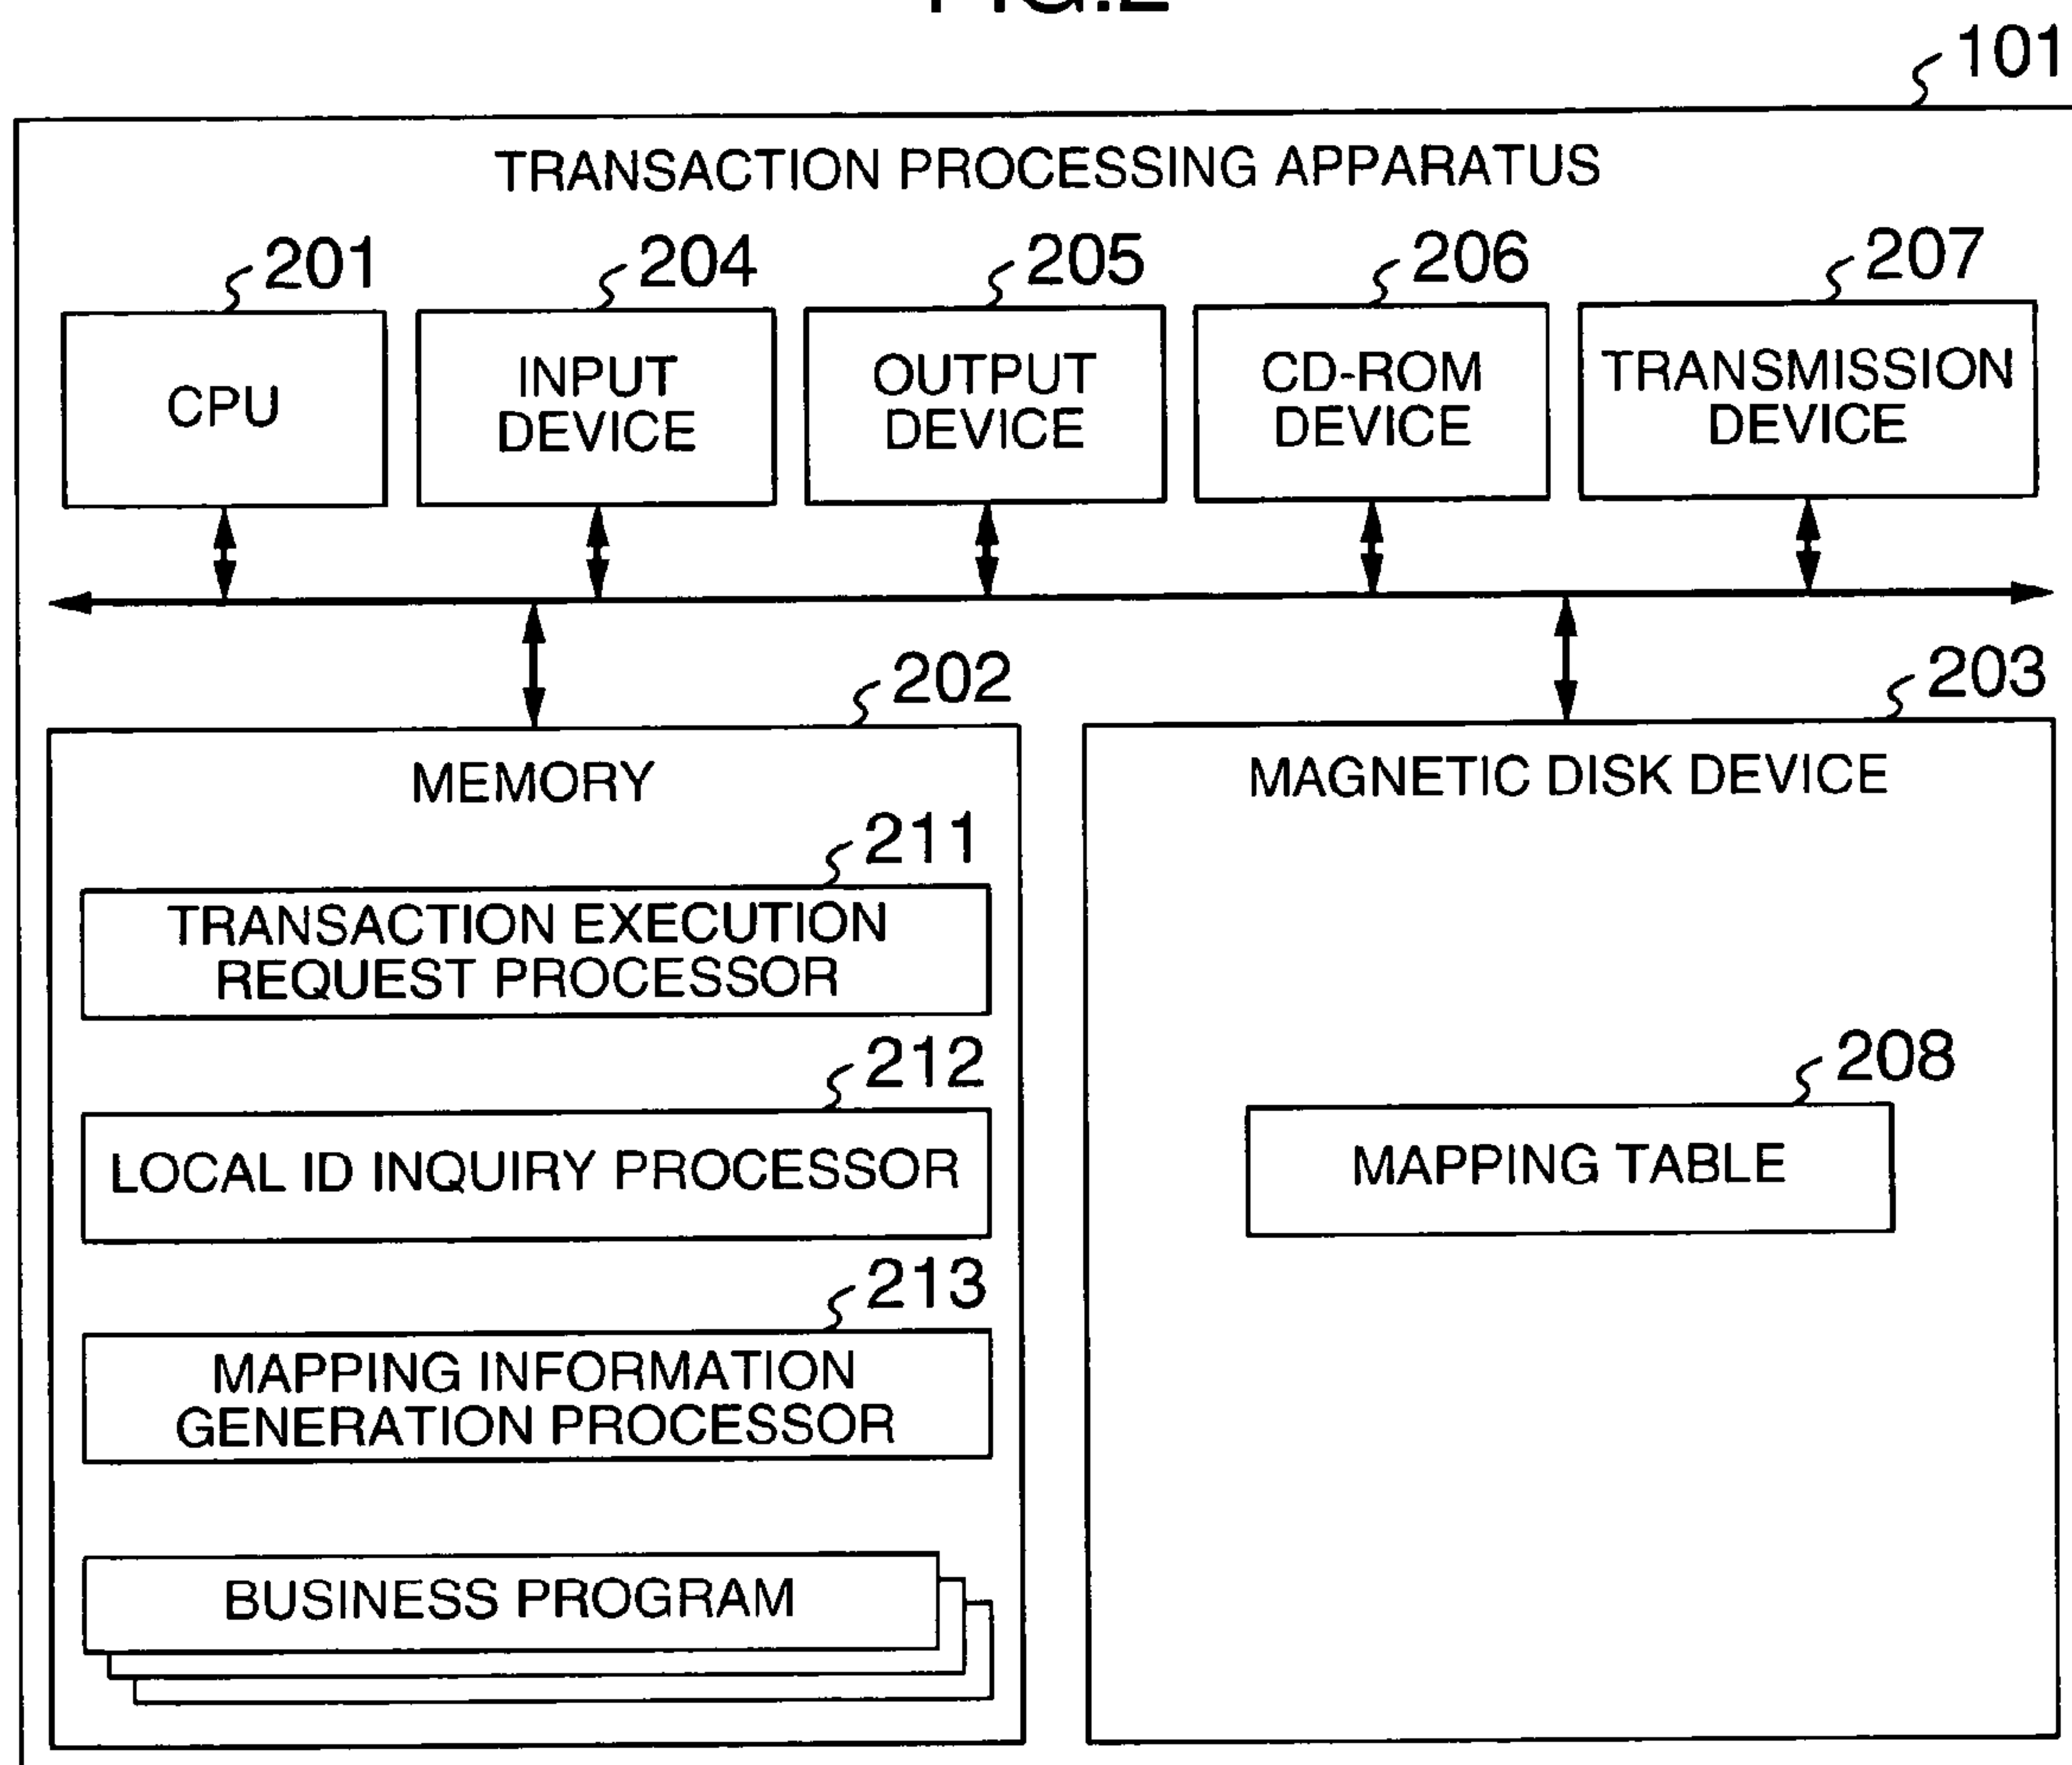 FIG.2
101
TRANSACTION PROCESSING APPARATUS
201
204
205
206
207
CPU
INPUT
DEVICE
OUTPUT
DEVICE
CD-ROM
DEVICE
TRANSMISSION
DEVICE
202
203
MEMORY
MAGNETIC DISK DEVICE
211
TRANSACTION EXECUTION
REQUEST PROCESSOR
212
LOCAL ID INQUIRY PROCESSOR
208
MAPPING TABLE
213
MAPPING INFORMATION
GENERATION PROCESSOR
BUSINESS PROGRAM